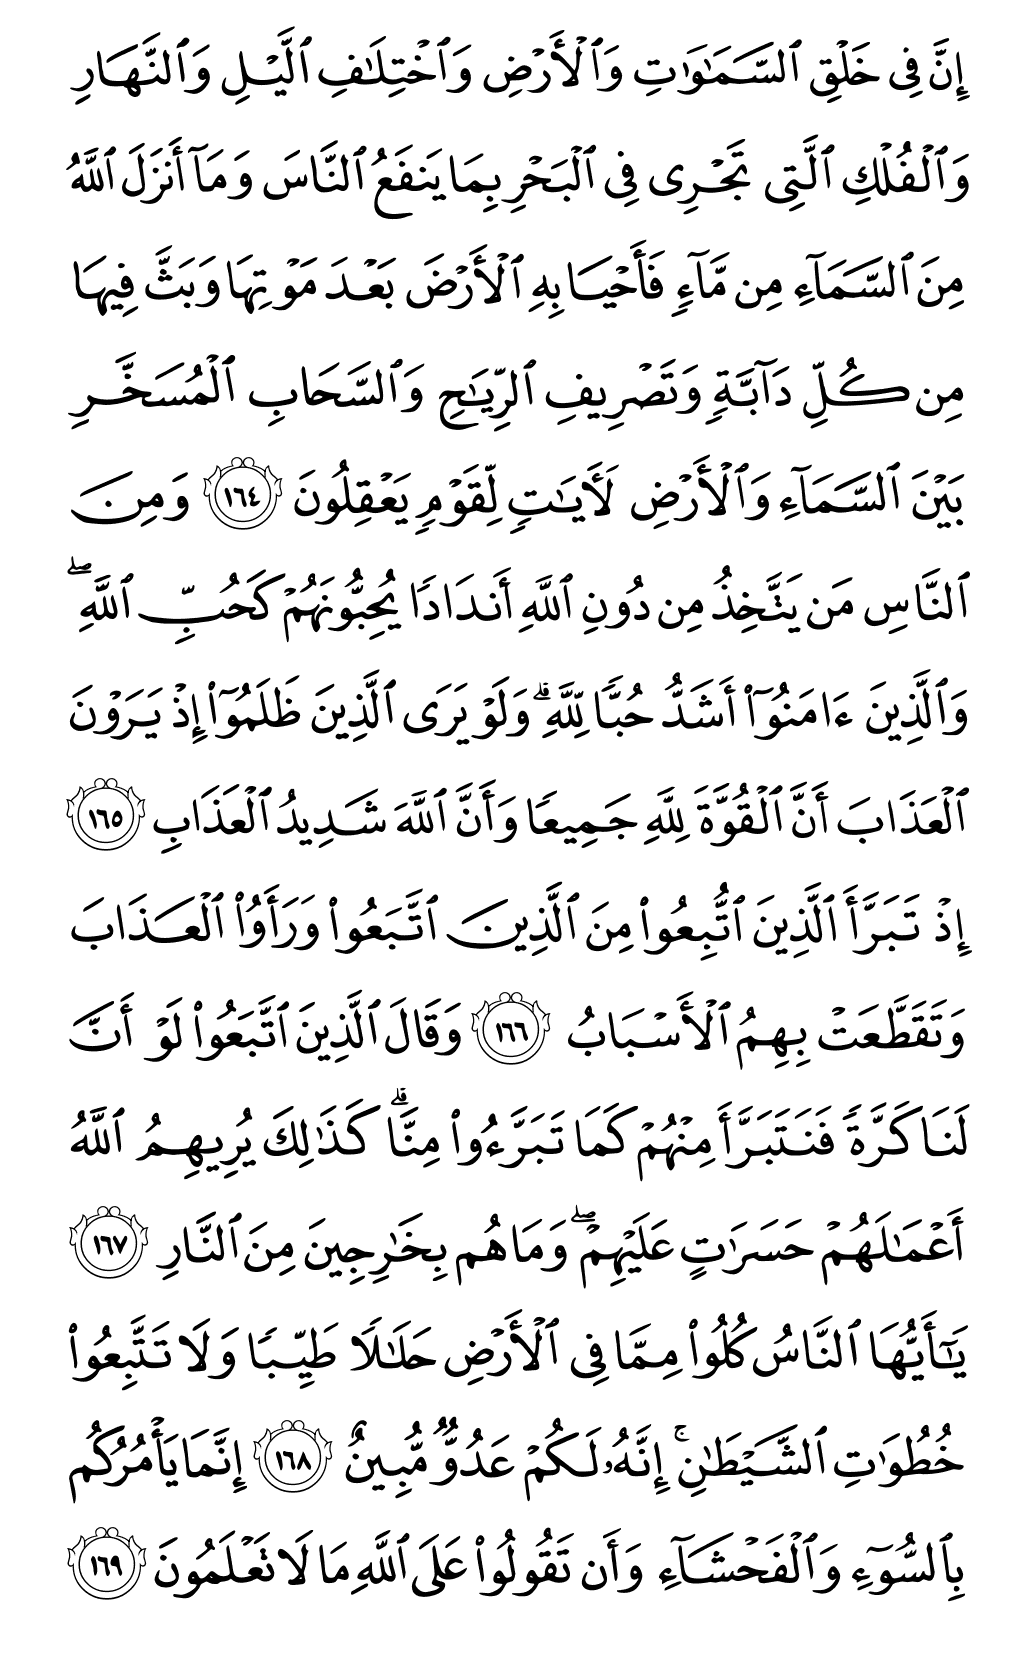 إِنَّ فِى خَلْقِ ٱلسَّمَـٰوَٰتِ وَٱلْأَرْضِ وَٱخْتِلَـٰفِ ٱلَّيْلِ وَٱلنَّهَارِ
وَٱلْفُلْكِ ٱلَّتِى تَجْرِى فِى ٱلْبَحْرِ بِمَا يَنفَعُ ٱلنَّاسَ وَمَآ أَنزَلَ ٱللَّهُ
مِنَ ٱلسَّمَآءِ مِن مَّآءٍ فَأَحْيَا بِهِ ٱلْأَرْضَ بَعْدَ مَوْتِهَا وَبَثَّ فِيهَا
مِن كُلِّ دَآبَّةٍ وَتَصْرِيفِ ٱلرِّيَـٰحِ وَٱلسَّحَابِ ٱلْمُسَخَّرِ
بَيْنَ ٱلسَّمَآءِ وَٱلْأَرْضِ لَـَٔايَـٰتٍ لِّقَوْمٍ يَعْقِلُونَ ١٦٤ وَمِنَ
ٱلنَّاسِ مَن يَتَّخِذُ مِن دُونِ ٱللَّهِ أَندَادًا يُحِبُّونَهُمْ كَحُبِّ ٱللَّهِ ۖ
وَٱلَّذِينَ ءَامَنُوٓا۟ أَشَدُّ حُبًّا لِّلَّهِ ۗ وَلَوْ يَرَى ٱلَّذِينَ ظَلَمُوٓا۟ إِذْ يَرَوْنَ
ٱلْعَذَابَ أَنَّ ٱلْقُوَّةَ لِلَّهِ جَمِيعًا وَأَنَّ ٱللَّهَ شَدِيدُ ٱلْعَذَابِ ١٦٥
إِذْ تَبَرَّأَ ٱلَّذِينَ ٱتُّبِعُوا۟ مِنَ ٱلَّذِينَ ٱتَّبَعُوا۟ وَرَأَوُا۟ ٱلْعَذَابَ
وَتَقَطَّعَتْ بِهِمُ ٱلْأَسْبَابُ ١٦٦ وَقَالَ ٱلَّذِينَ ٱتَّبَعُوا۟ لَوْ أَنَّ
لَنَا كَرَّةً فَنَتَبَرَّأَ مِنْهُمْ كَمَا تَبَرَّءُوا۟ مِنَّا ۗ كَذَٰلِكَ يُرِيهِمُ ٱللَّهُ
أَعْمَـٰلَهُمْ حَسَرَٰتٍ عَلَيْهِمْ ۖ وَمَا هُم بِخَـٰرِجِينَ مِنَ ٱلنَّارِ ١٦٧
يَـٰٓأَيُّهَا ٱلنَّاسُ كُلُوا۟ مِمَّا فِى ٱلْأَرْضِ حَلَـٰلًا طَيِّبًا وَلَا تَتَّبِعُوا۟
خُطُوَٰتِ ٱلشَّيْطَـٰنِ ۚ إِنَّهُۥ لَكُمْ عَدُوٌّ مُّبِينٌ ١٦٨ إِنَّمَا يَأْمُرُكُم
بِٱلسُّوٓءِ وَٱلْفَحْشَآءِ وَأَن تَقُولُوا۟ عَلَى ٱللَّهِ مَا لَا تَعْلَمُونَ ١٦٩